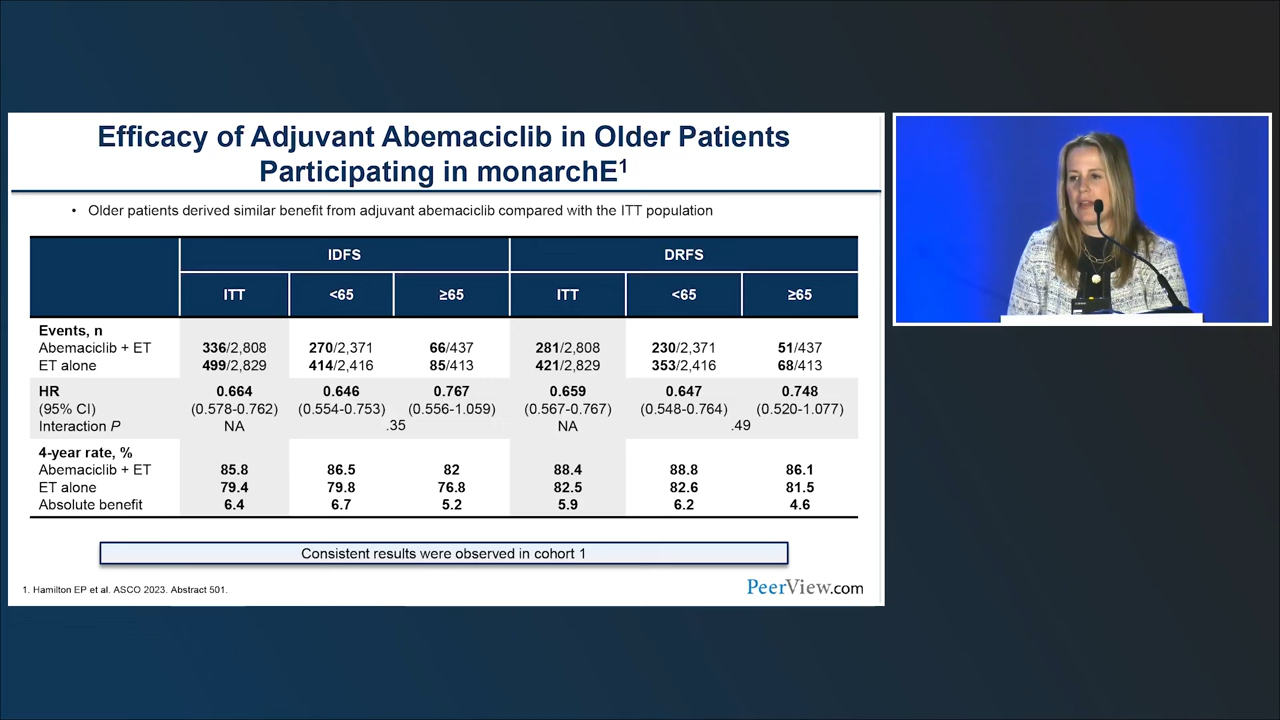 Efficacy of Adjuvant Abemaciclib in Older Patients
Participating in monarchE1
• Older patients derived similar benefit from adjuvant abemaciclib compared with the ITT population
IDFS DRFS
ITT <65 ≥65 ITT <65 ≥65
Events, n
Abemaciclib + ET 336/2,808 270/2,371 66/437 281/2,808 230/2,371 51/437
ET alone 499/2,829 414/2,416 85/413 421/2,829 353/2,416 68/413
HR 0.664 0.646 0.767 0.659 0.647 0.748
(95% CI) (0.578-0.762) (0.554-0.753) (0.556-1.059) (0.567-0.767) (0.548-0.764) (0.520-1.077)
Interaction P NA .35 NA .49
4-year rate, %
Abemaciclib + ET 85.8 86.5 82 88.4 88.8 86.1
ET alone 79.4 79.8 76.8 82.5 82.6 81.5
Absolute benefit 6.4 6.7 5.2 5.9 6.2 4.6
Consistent results were observed in cohort 1
1. Hamilton EP et al. ASCO 2023. Abstract 501.
PeerView.com